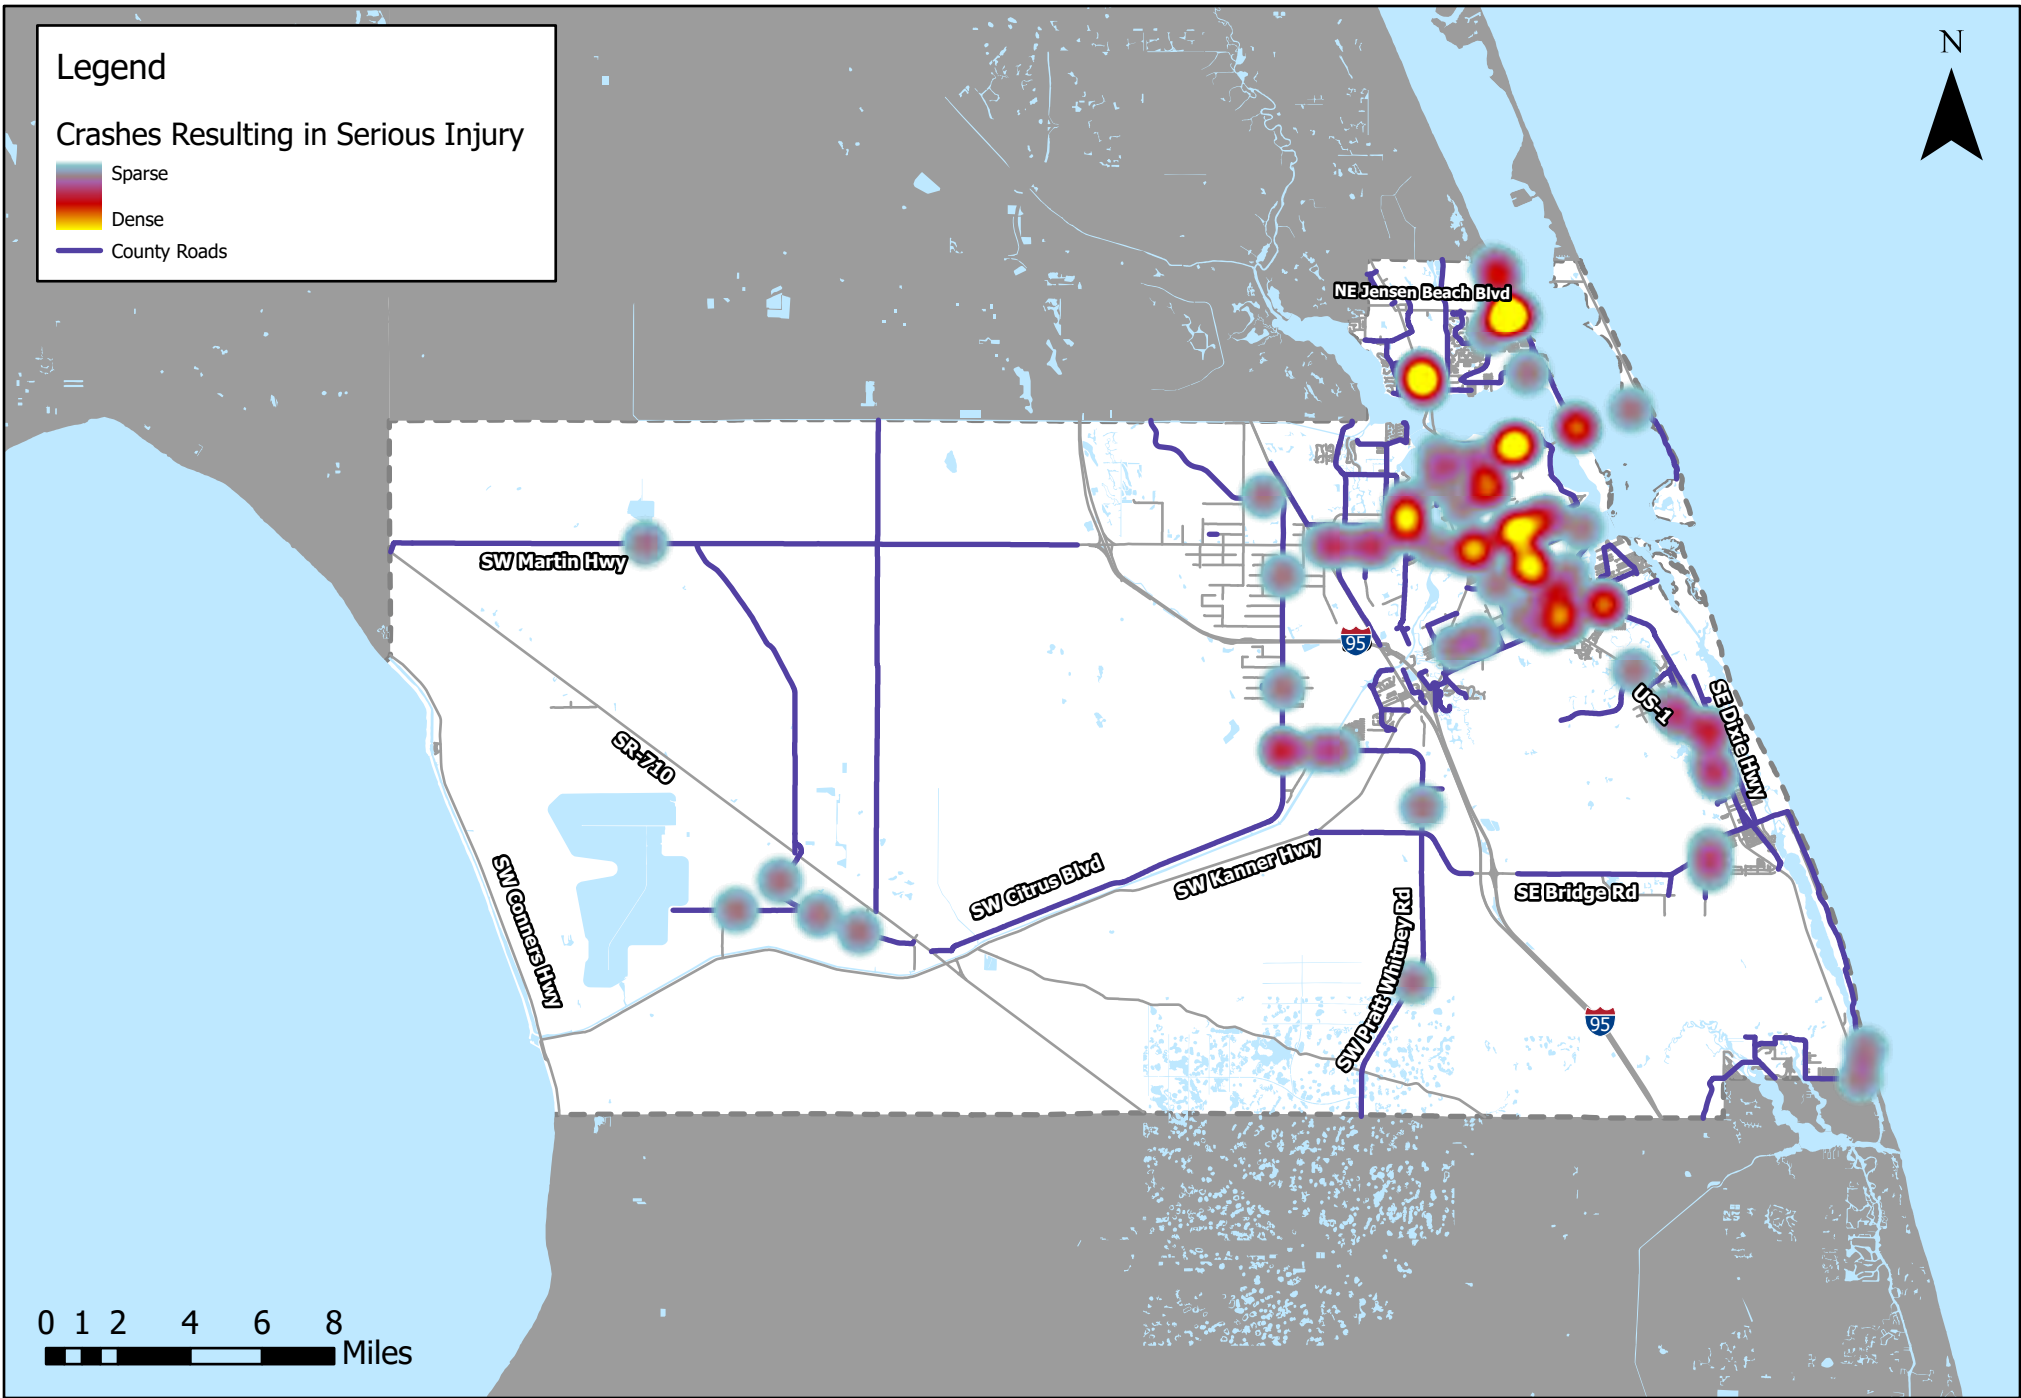 Legend
Crashes Resulting in Serious Injury
Sparse
Dense
County Roads
N
NE Jensen Beach Blvd
SW Martin Hwy
95
SR-710
US-1
SE Dixie Hwy
SW Conners Hwy
SW Citrus Blvd
SW Kanner Hwy
SE Bridge Rd
SW Pratt Whitney Rd
95
0 1 2 4 6 8
Miles